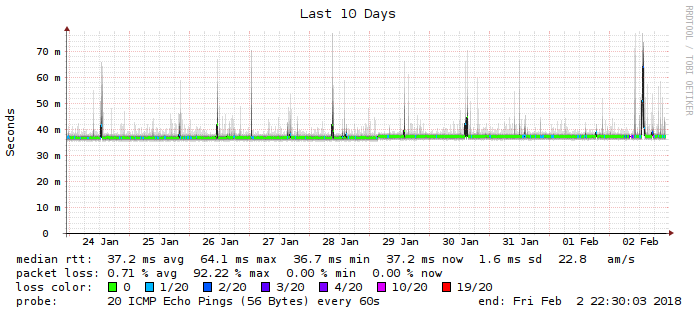 Last 10 Days
RRDTOOL / TOBI OETIKER
Seconds
70 m
60 m
50 m
40 m
30 m
20 m
10 m
0
24 Jan 25 Jan 26 Jan 27 Jan 28 Jan 29 Jan 30 Jan 31 Jan 01 Feb 02 Feb
median rtt: 37.2 ms avg 64.1 ms max 36.7 ms min 37.2 ms now 1.6 ms sd 22.8 am/s
packet loss: 0.71 % avg 92.22 % max 0.00 % min 0.00 % now
loss color: 0 1/20 2/20 3/20 4/20 10/20 19/20
probe: 20 ICMP Echo Pings (56 Bytes) every 60s end: Fri Feb 2 22:30:03 2018